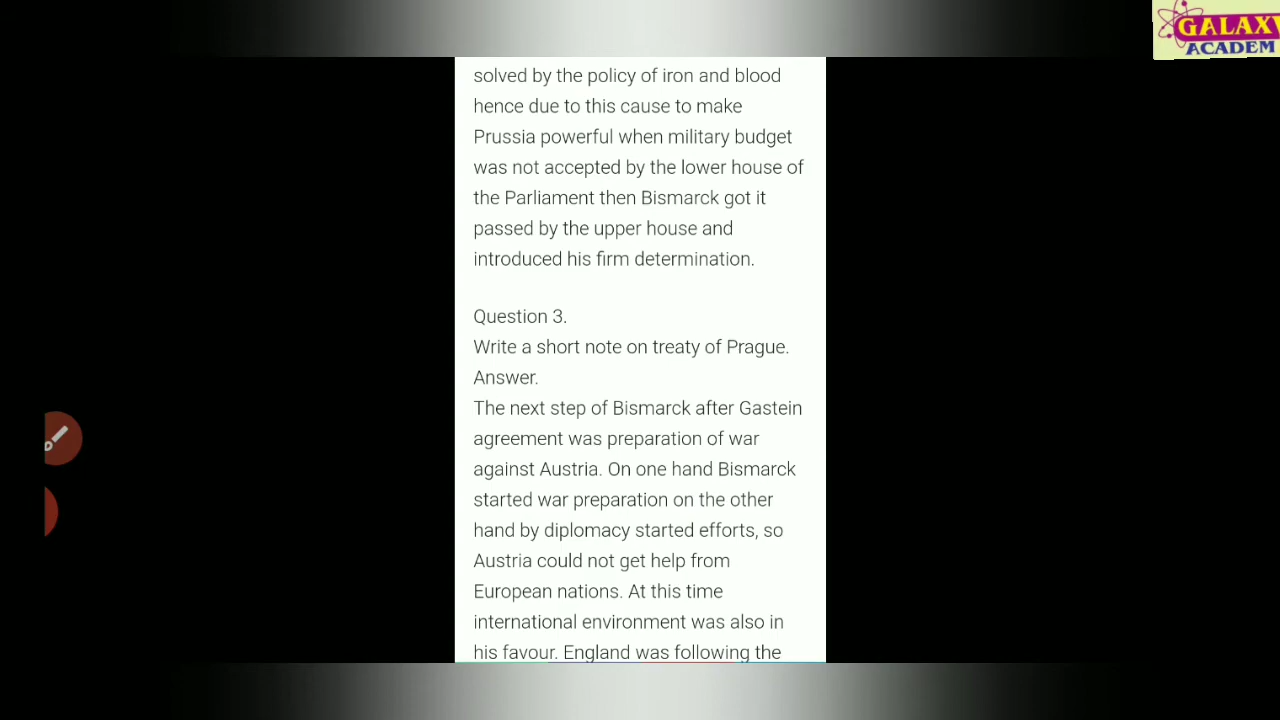 GALAXY
ACADEM
solved by the policy of iron and blood
hence due to this cause to make
Prussia powerful when military budget
was not accepted by the lower house of
the Parliament then Bismarck got it
passed by the upper house and
introduced his firm determination.
Question 3.
Write a short note on treaty of Prague.
Answer.
The next step of Bismarck after Gastein
agreement was preparation of war
against Austria. On one hand Bismarck
started war preparation on the other
hand by diplomacy started efforts, so
Austria could not get help from
European nations. At this time
international environment was also in
his favour. England was following the